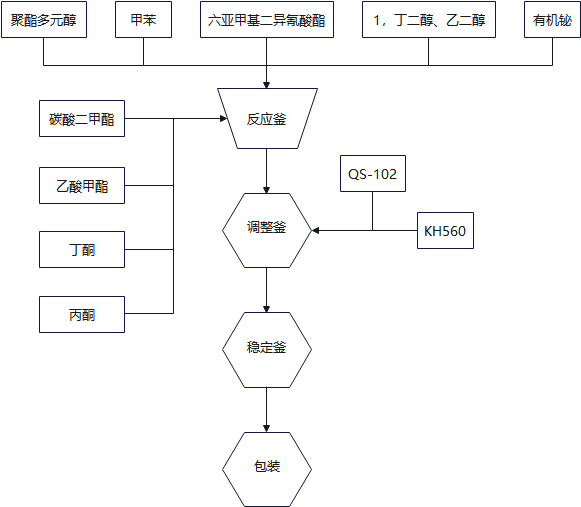 聚酯多元醇
甲苯
六亚甲基二异氰酸酯
1，丁二醇、乙二醇
有机铋
碳酸二甲酯
反应釜
乙酸甲酯
QS-102
丁酮
调整釜
KH560
丙酮
稳定釜
包装